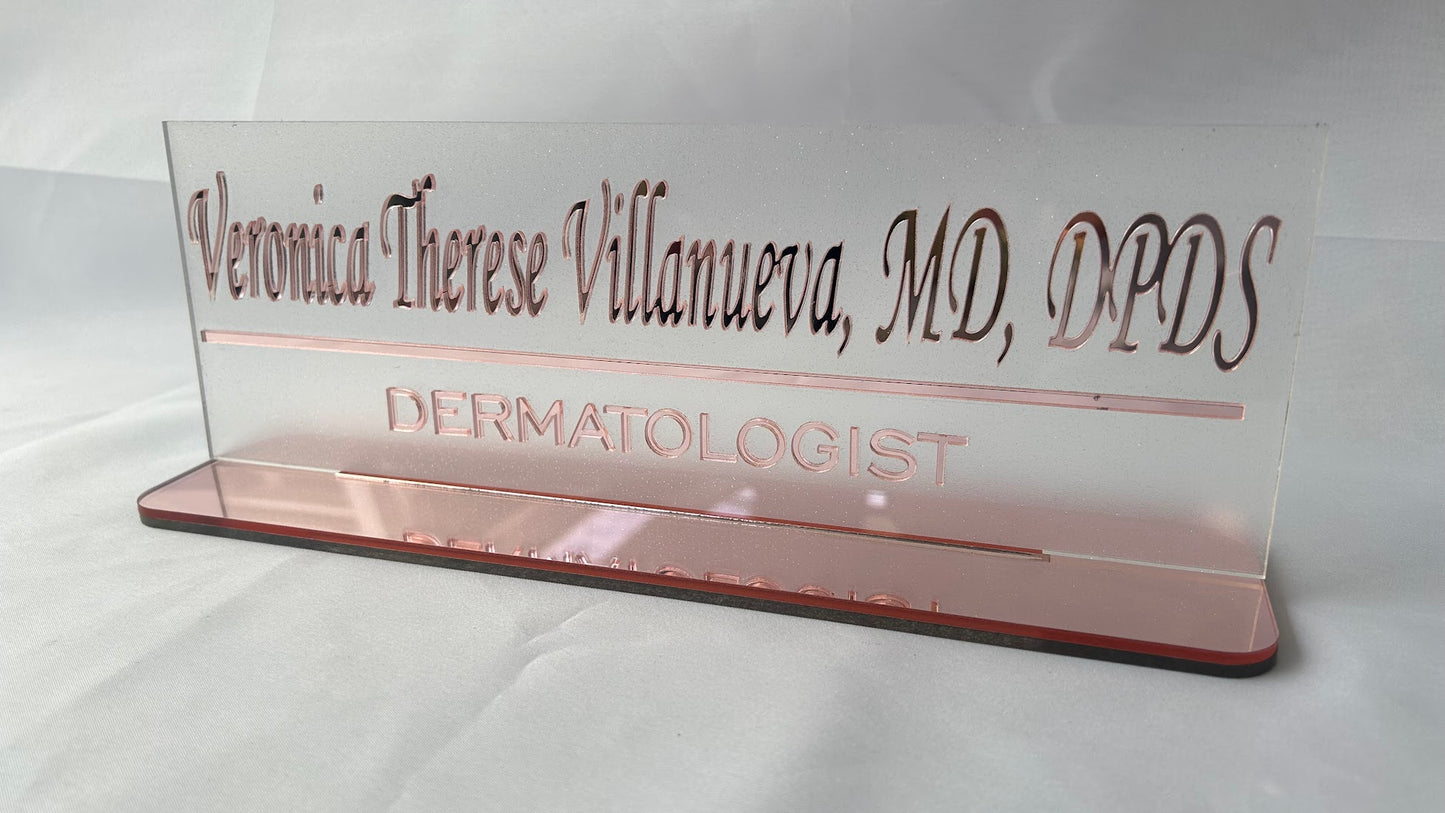 Veronica Therese Villanueva, MD, DPDS
DERMATOLOGIST